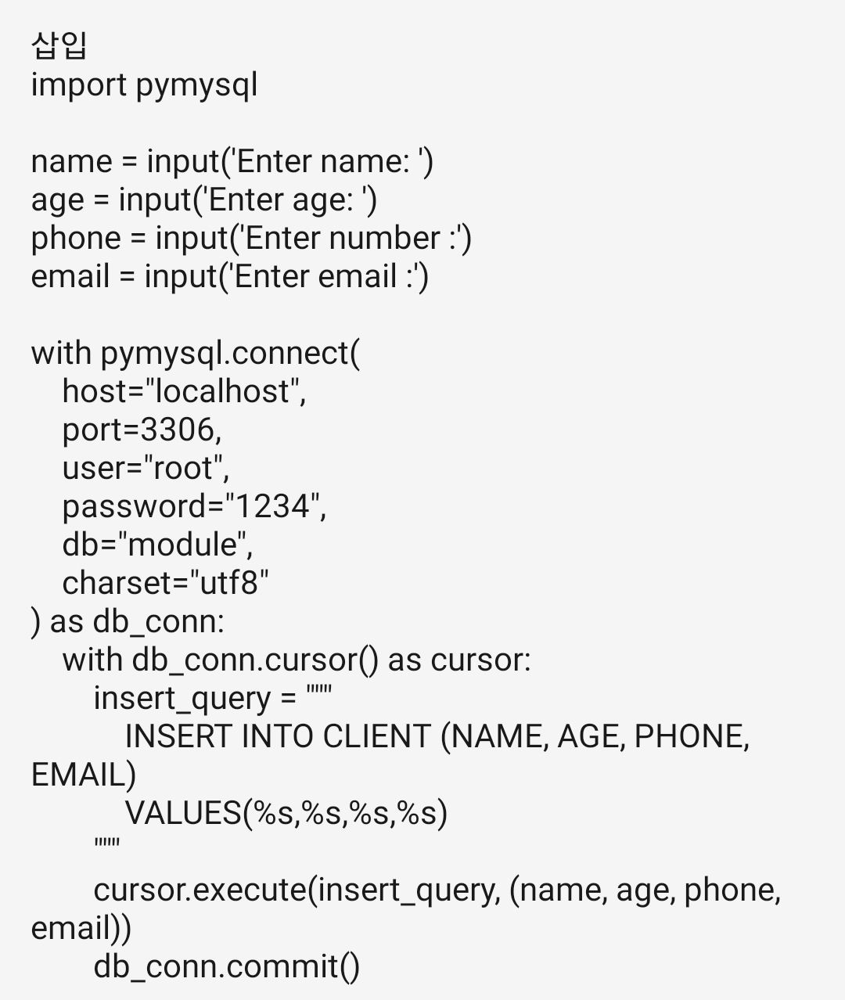 삽입
import pymysql

name = input('Enter name: ')
age = input('Enter age: ')
phone = input('Enter number :')
email = input('Enter email :')

with pymysql.connect(
    host="localhost",
    port=3306,
    user="root",
    password="1234",
    db="module",
    charset="utf8"
) as db_conn:
    with db_conn.cursor() as cursor:
        insert_query = """
            INSERT INTO CLIENT (NAME, AGE, PHONE,
EMAIL)
            VALUES(%s,%s,%s,%s)
        """
        cursor.execute(insert_query, (name, age, phone,
email))
        db_conn.commit()